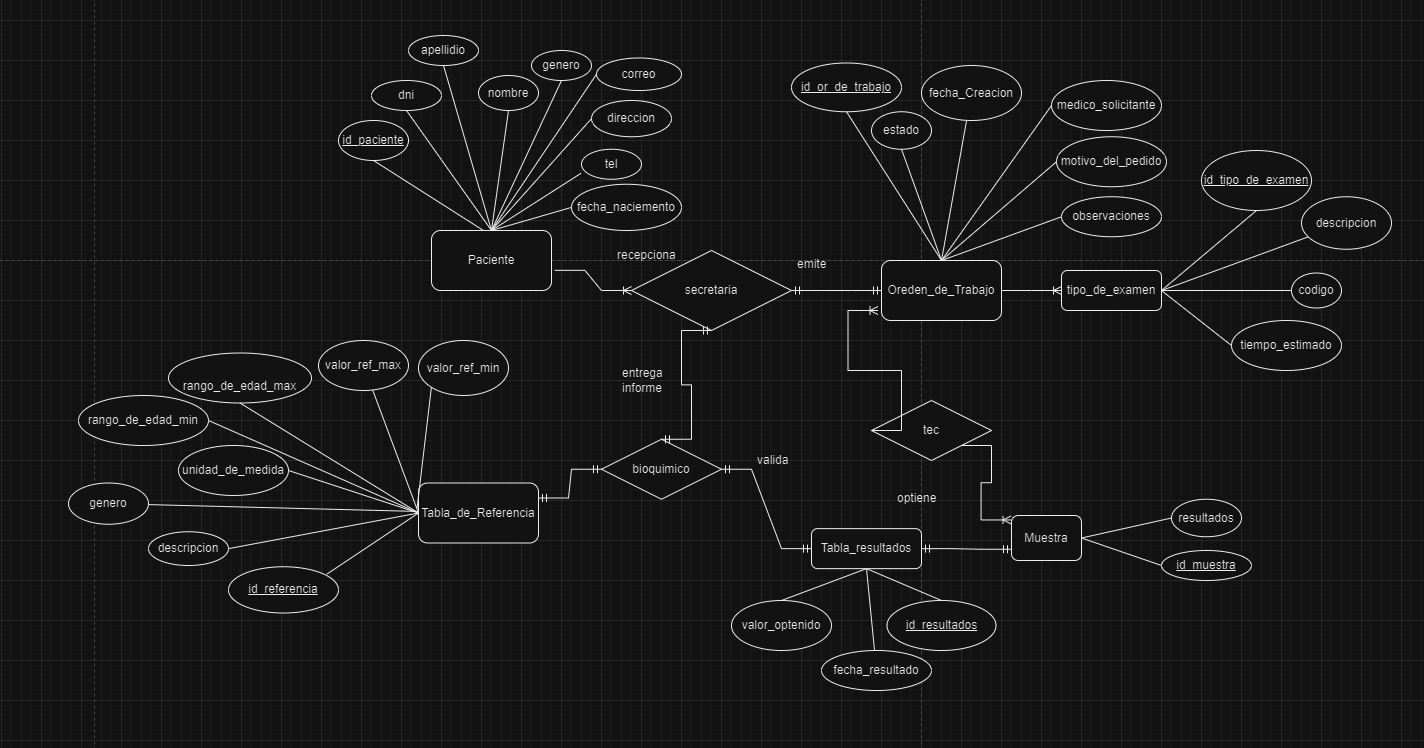 apellidio
genero
correo
dni
nombre
direccion
id_paciente
tel
fecha_naciemento
Paciente
id_or_de_trabajo
fecha_Creacion
medico_solicitante
estado
motivo_del_pedido
observaciones
id_tipo_de_examen
descripcion
codigo
tiempo_estimado
recepciona
secretaria
emite
Oreden_de_Trabajo
tipo_de_examen
entrega
informe
valor_ref_max
valor_ref_min
rango_de_edad_max
rango_de_edad_min
unidad_de_medida
genero
descripcion
id_referencia
Tabla_de_Referencia
bioquimico
valida
tec
optiene
Tabla_resultados
Muestra
resultados
id_muestra
valor_optenido
id_resultados
fecha_resultado